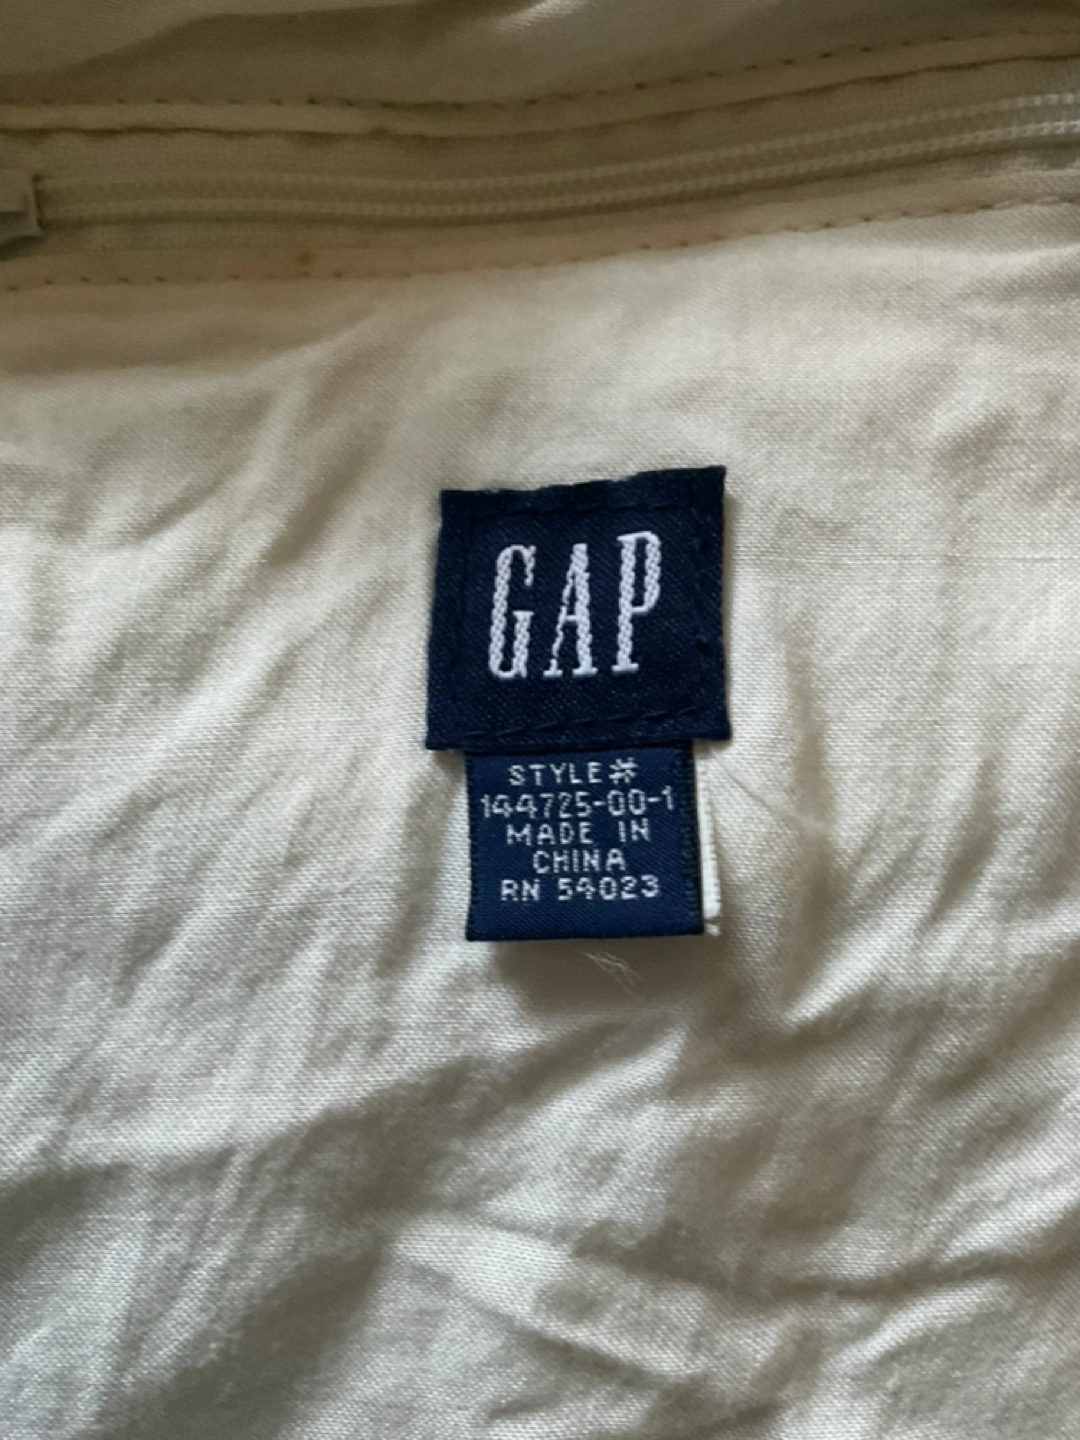 GAP
STYLE#
144725-00-1
MADE IN
CHINA
RN 54023